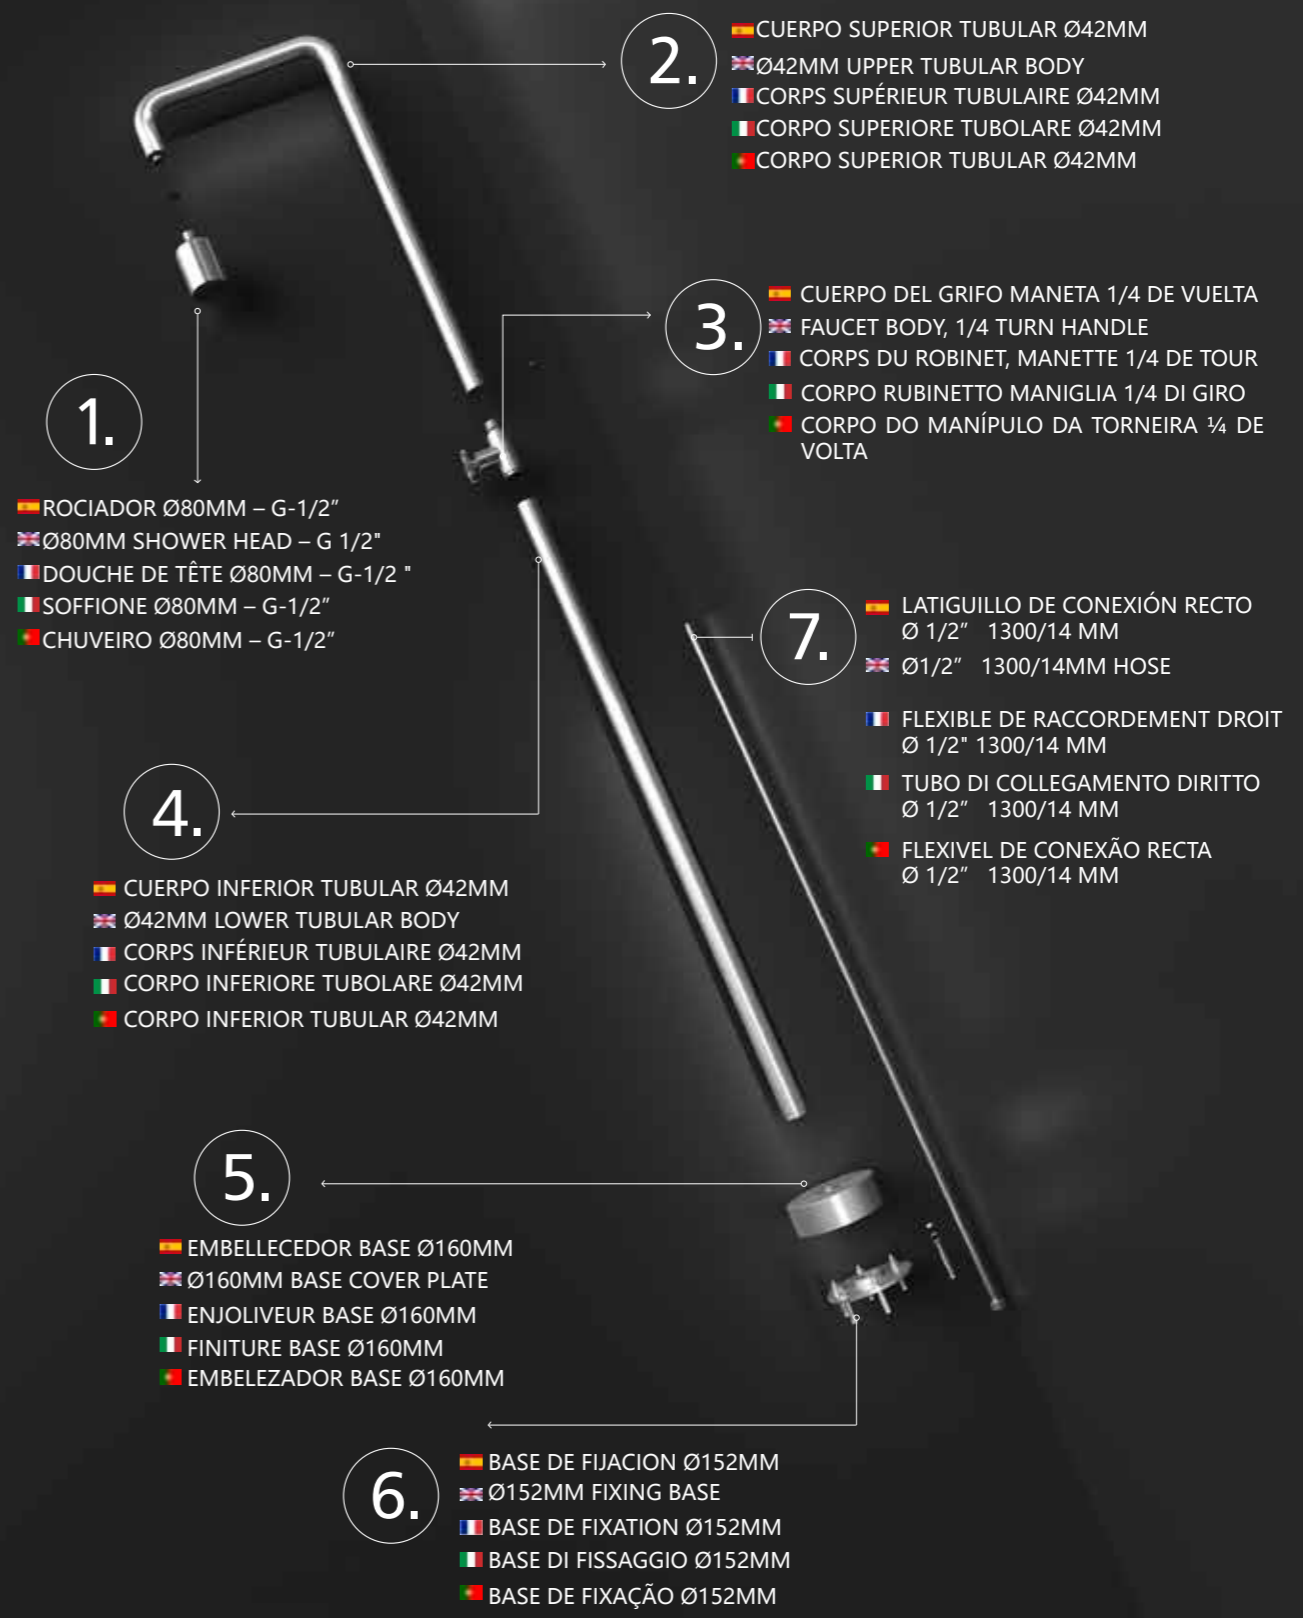 2.
CUERPO SUPERIOR TUBULAR Ø42MM
Ø42MM UPPER TUBULAR BODY
CORPS SUPÉRIEUR TUBULAIRE Ø42MM
CORPO SUPERIORE TUBOLARE Ø42MM
CORPO SUPERIOR TUBULAR Ø42MM
3.
CUERPO DEL GRIFO MANETA 1/4 DE VUELTA
FAUCET BODY, 1/4 TURN HANDLE
CORPS DU ROBINET, MANETTE 1/4 DE TOUR
CORPO RUBINETTO MANIGLIA 1/4 DI GIRO
CORPO DO MANÍPULO DA TORNEIRA ¼ DE
VOLTA
1.
ROCIADOR Ø80MM – G-1/2”
Ø80MM SHOWER HEAD – G 1/2"
DOUCHE DE TÊTE Ø80MM – G-1/2 "
SOFFIONE Ø80MM – G-1/2”
CHUVEIRO Ø80MM – G-1/2”
7.
LATIGUILLO DE CONEXIÓN RECTO
Ø 1/2” 1300/14 MM
Ø1/2” 1300/14MM HOSE
FLEXIBLE DE RACCORDEMENT DROIT
Ø 1/2" 1300/14 MM
TUBO DI COLLEGAMENTO DIRITTO
Ø 1/2” 1300/14 MM
FLEXIVEL DE CONEXÃO RECTA
Ø 1/2” 1300/14 MM
4.
CUERPO INFERIOR TUBULAR Ø42MM
Ø42MM LOWER TUBULAR BODY
CORPS INFÉRIEUR TUBULAIRE Ø42MM
CORPO INFERIORE TUBOLARE Ø42MM
CORPO INFERIOR TUBULAR Ø42MM
5.
EMBELLECEDOR BASE Ø160MM
Ø160MM BASE COVER PLATE
ENJOLIVEUR BASE Ø160MM
FINITURE BASE Ø160MM
EMBELEZADOR BASE Ø160MM
6.
BASE DE FIJACION Ø152MM
Ø152MM FIXING BASE
BASE DE FIXATION Ø152MM
BASE DI FISSAGGIO Ø152MM
BASE DE FIXAÇÃO Ø152MM